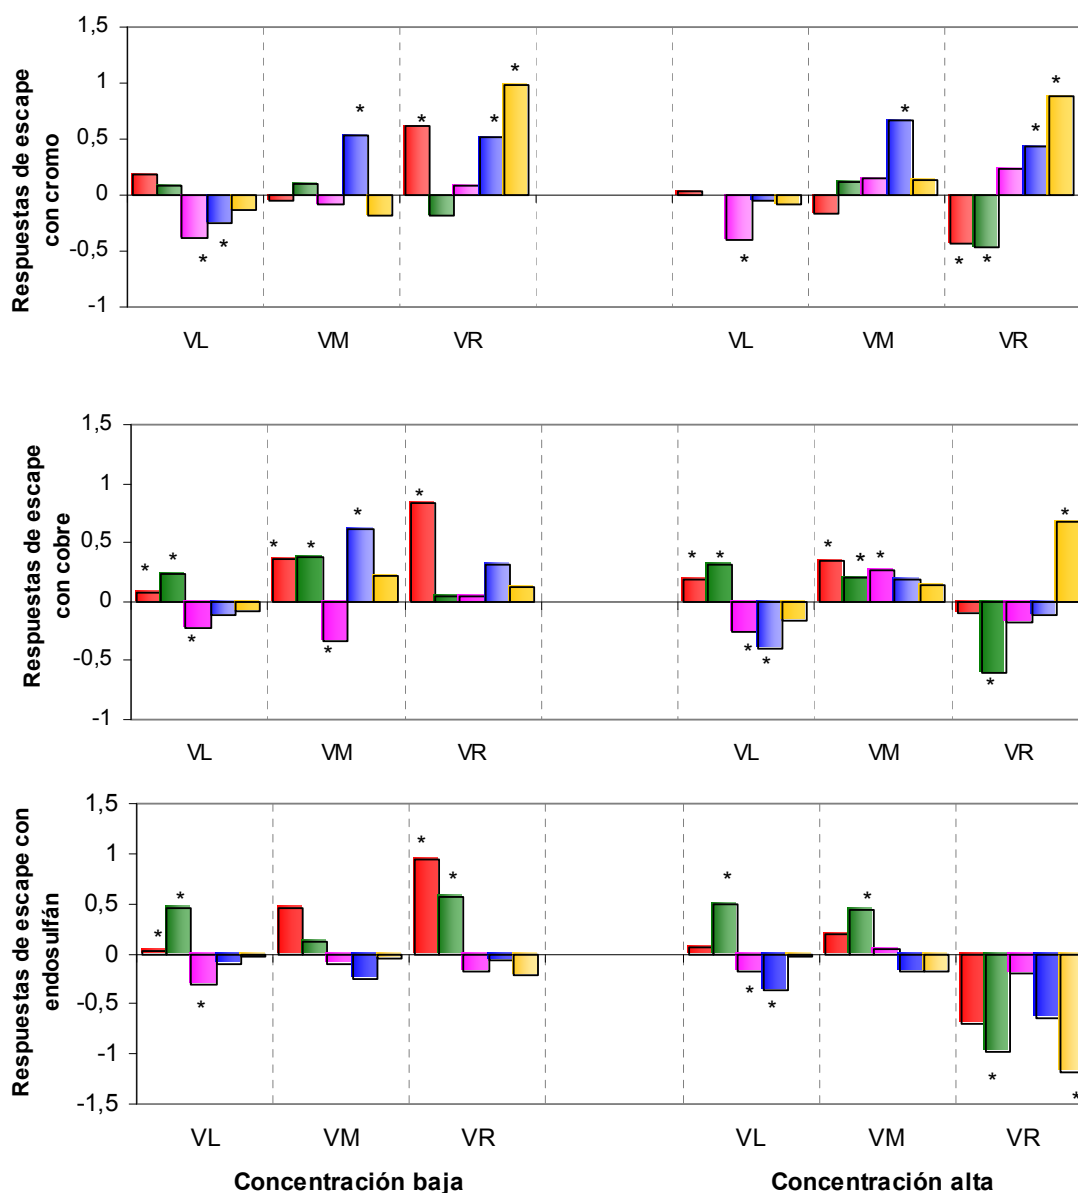 Respuestas de escape
con cromo
1,5
1
0,5
0
-0,5
-1
* * * * * * * * * * * *
VL VM VR VL VM VR
Respuestas de escape
con cobre
1,5
1
0,5
0
-0,5
-1
* * * * * * * * * * * * * * * * *
VL VM VR VL VM VR
Respuestas de escape con
endosulfán
1,5
1
0,5
0
-0,5
-1
-1,5
* * * * * * * * * * *
VL VM VR VL VM VR
Concentración baja Concentración alta